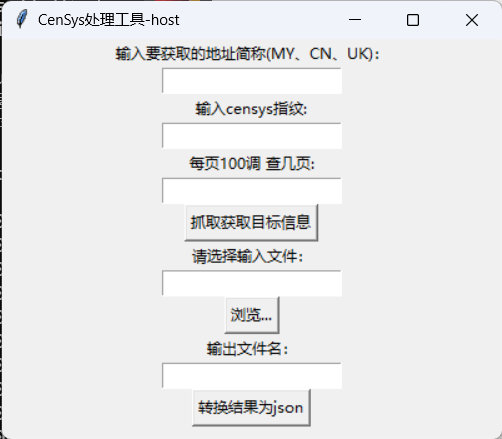 CenSys处理工具-host
输入要获取的地址简称(MY、CN、UK)：
输入censys指纹:
每页100调 查几页:
抓取获取目标信息
请选择输入文件：
浏览...
输出文件名：
转换结果为json